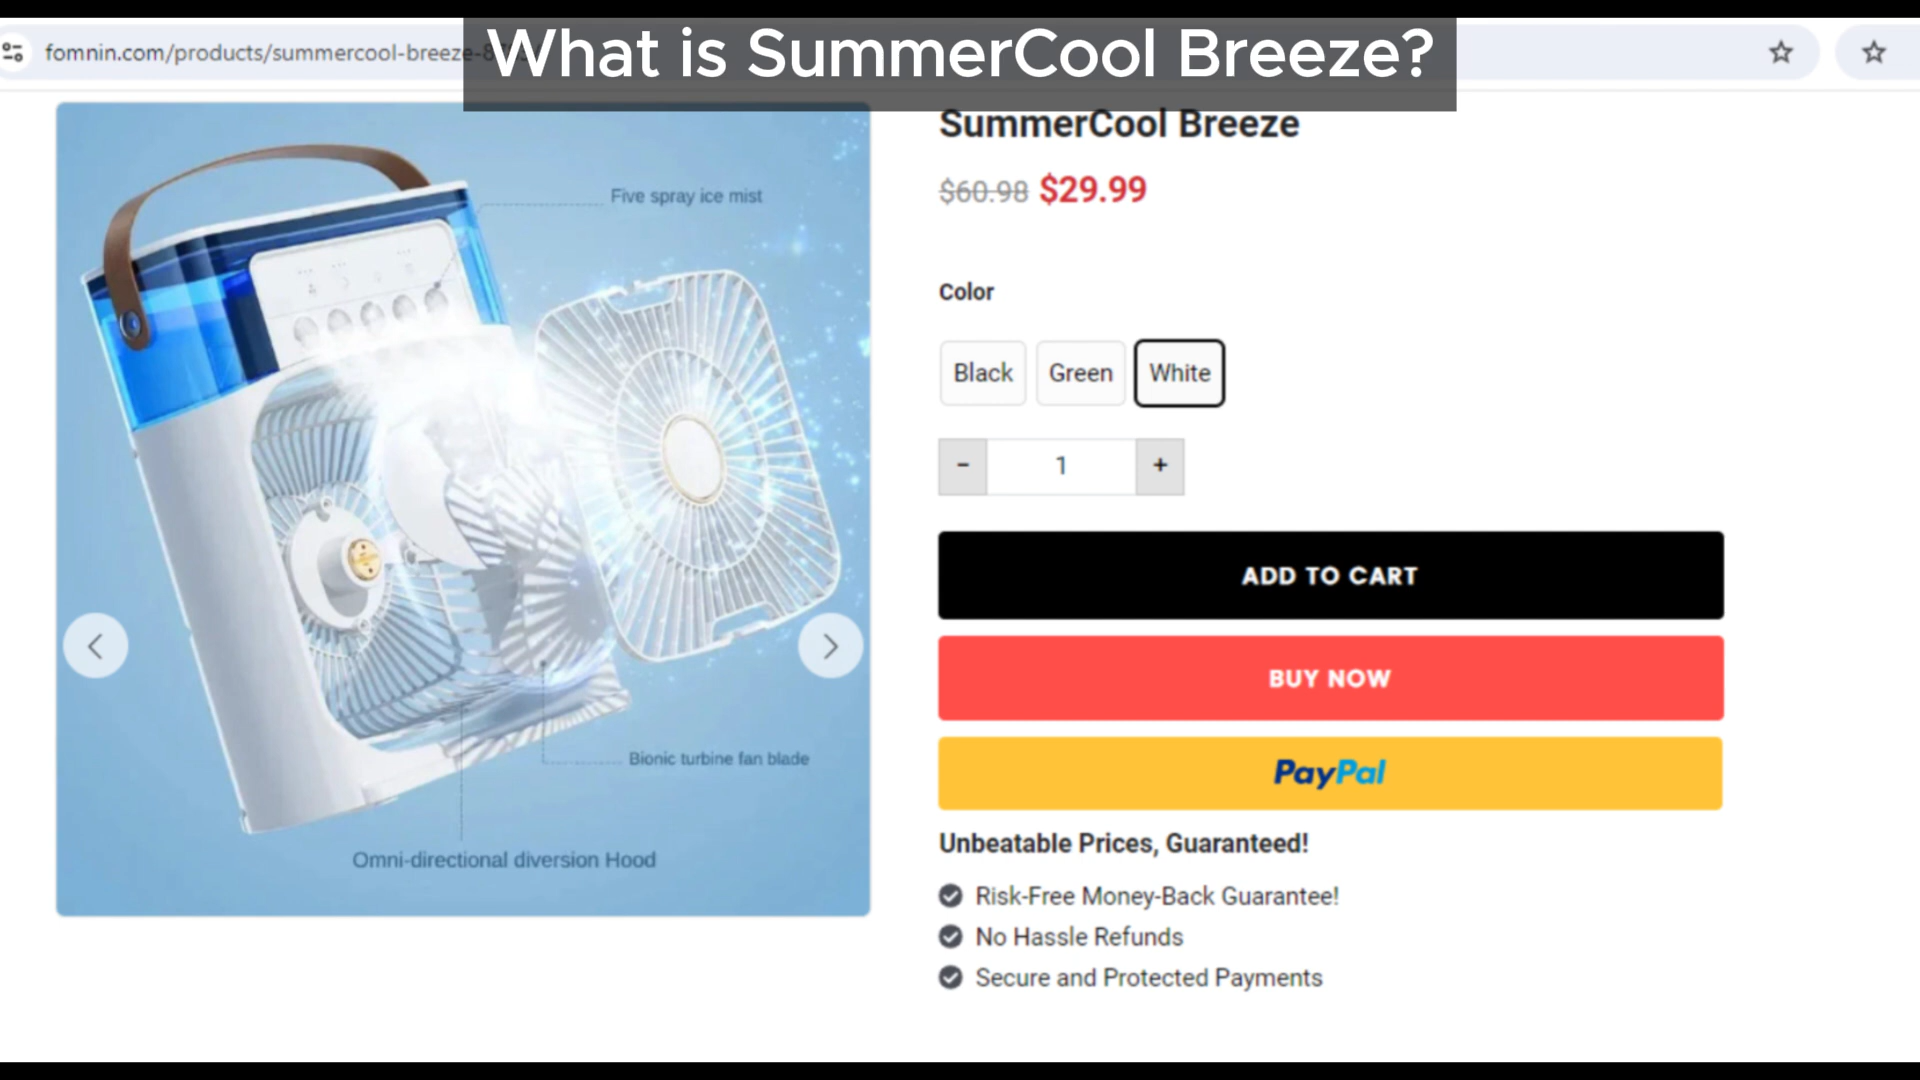 What is SummerCool Breeze?
fomnin.com/products/summercool-breeze-
SummerCool Breeze
$60.98 $29.99
Five spray ice mist
Bionic turbine fan blade
Omni-directional diversion Hood
Color
Black Green White
- 1 +
ADD TO CART
BUY NOW
PayPal
Unbeatable Prices, Guaranteed!
Risk-Free Money-Back Guarantee!
No Hassle Refunds
Secure and Protected Payments